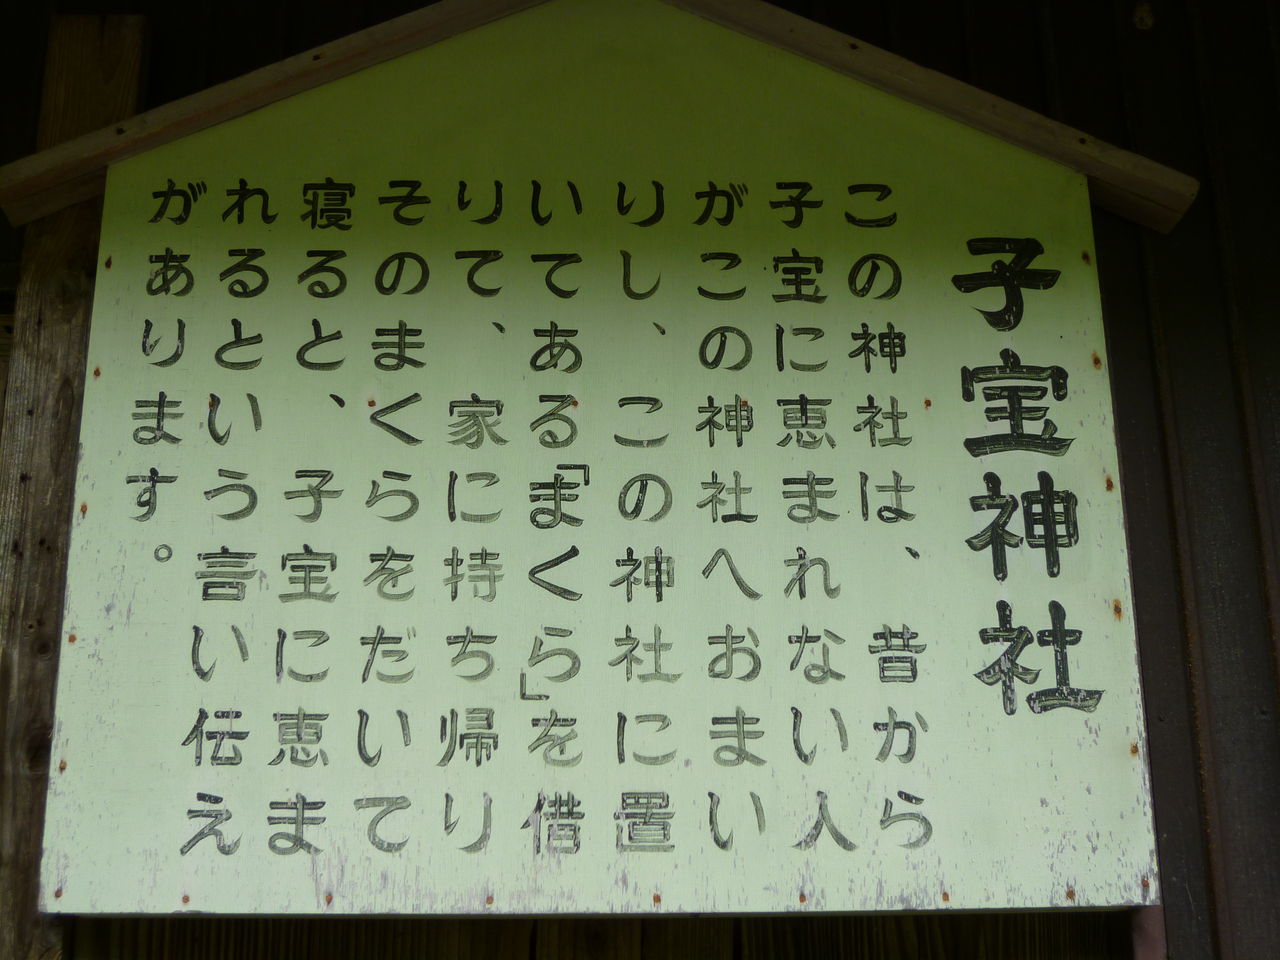 子宝神社
この神社は、昔から
子宝に恵まれない人
がこの神社へおまい
りし、この神社に置
いてある「まくら」を借
りて、家に持ち帰り
そのまくらをだいて
寝ると、子宝に恵ま
れるという言い伝え
があります。